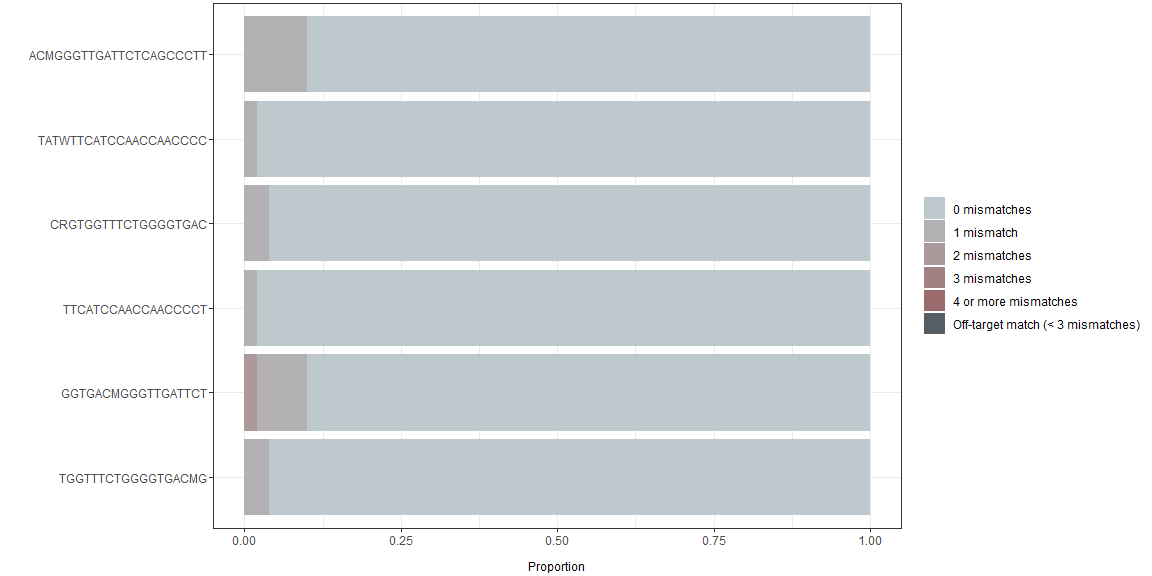 ACMGGGTTGATTCTCAGCCCTT
TATWTTCATCCAACCAACCCC
CRGTGGTTTCTGGGGTGAC
TTCATCCAACCAACCCCT
GGTGACMGGGTTGATTCT
TGGTTTCTGGGGTGACMG
0.00 0.25 0.50 0.75 1.00
Proportion
0 mismatches
1 mismatch
2 mismatches
3 mismatches
4 or more mismatches
Off-target match (< 3 mismatches)